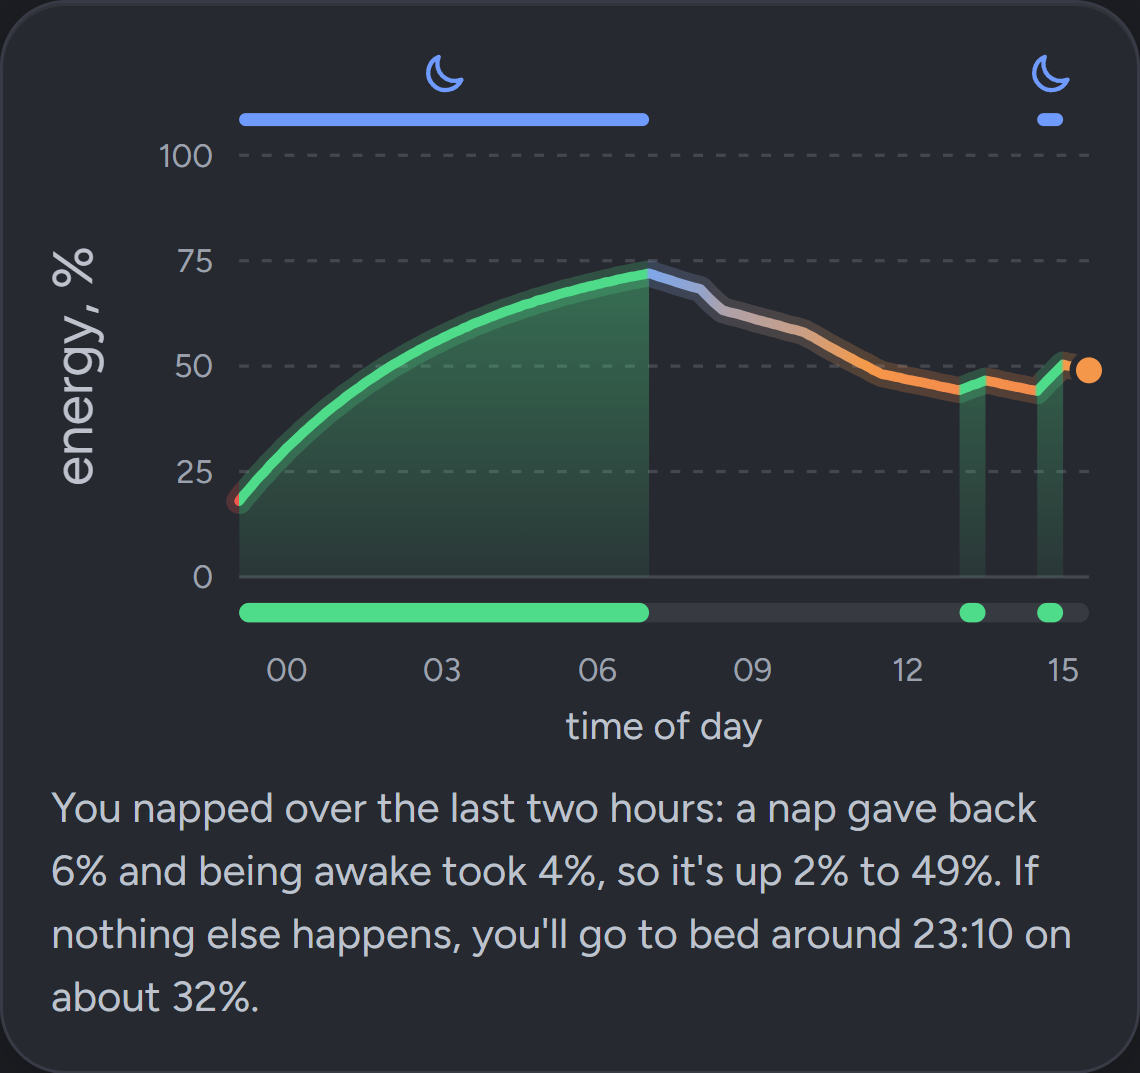 100
75
50
25
0
energy, %
00 03 06 09 12 15
time of day
You napped over the last two hours: a nap gave back
6% and being awake took 4%, so it's up 2% to 49%. If
nothing else happens, you'll go to bed around 23:10 on
about 32%.